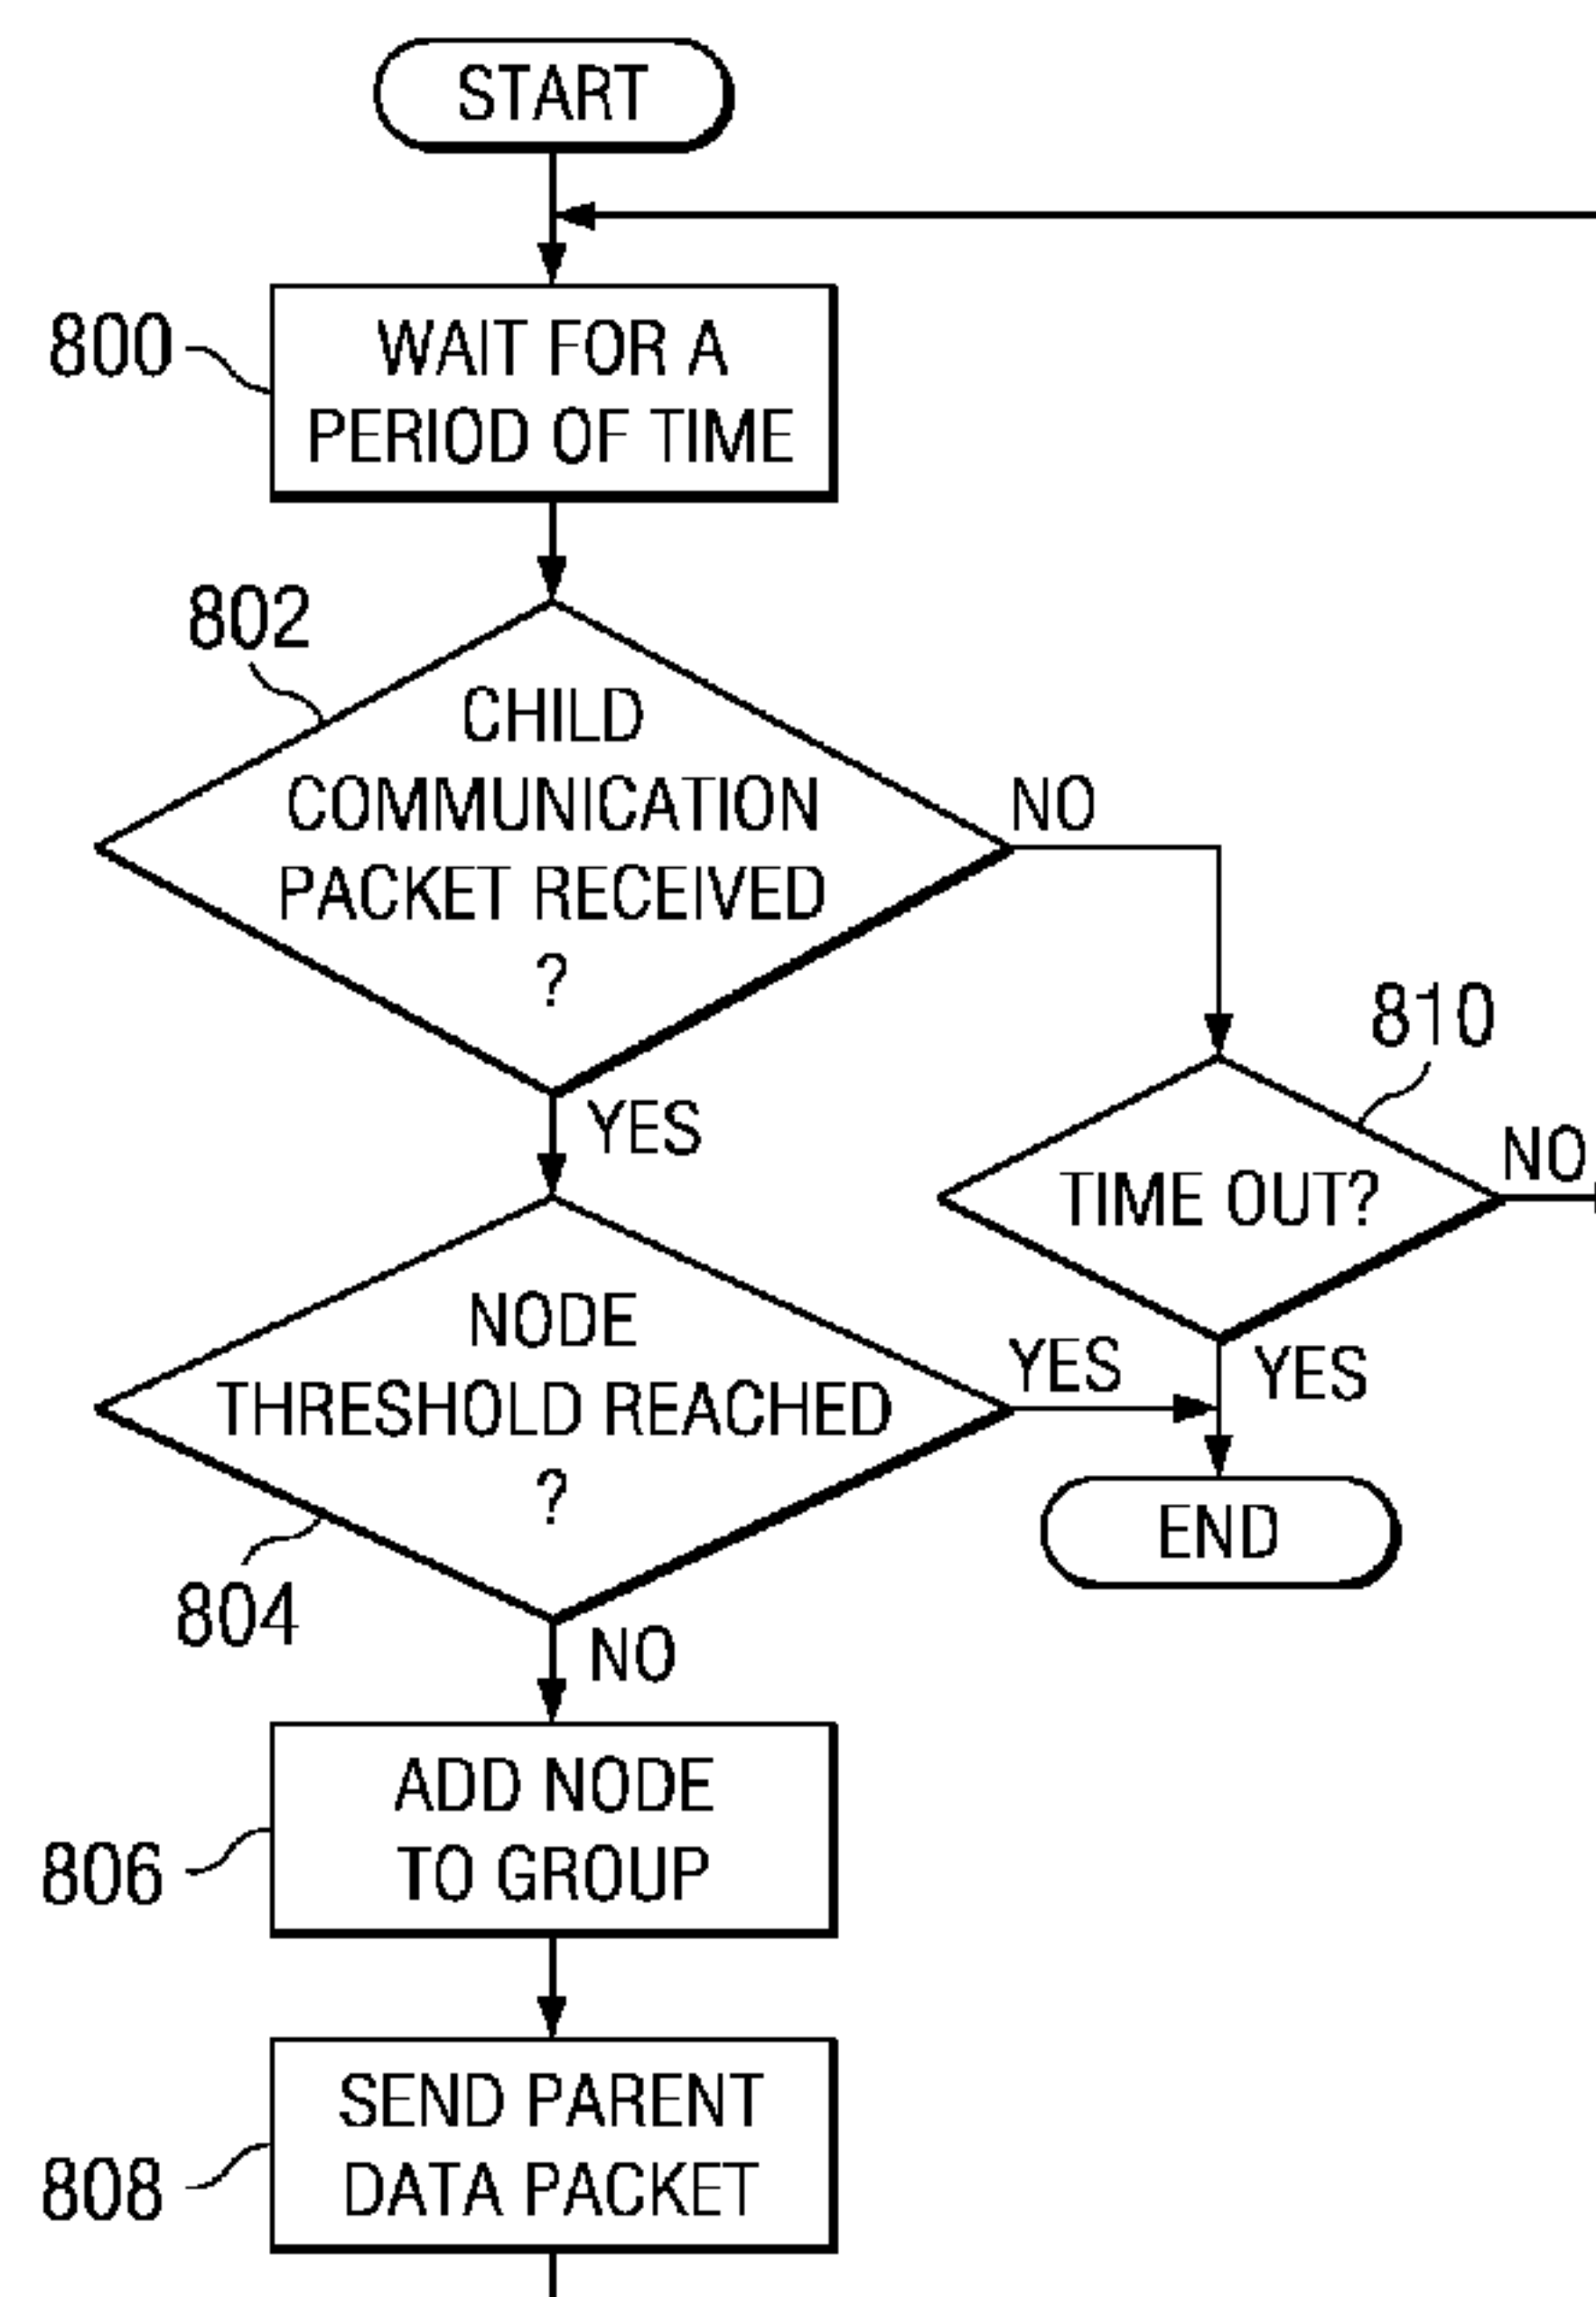 START
800
WAIT FOR A
PERIOD OF TIME
802
CHILD
COMMUNICATION
PACKET RECEIVED
?
NO
YES
810
TIME OUT?
NO
YES
NODE
THRESHOLD REACHED
?
YES
END
804
NO
806
ADD NODE
TO GROUP
808
SEND PARENT
DATA PACKET